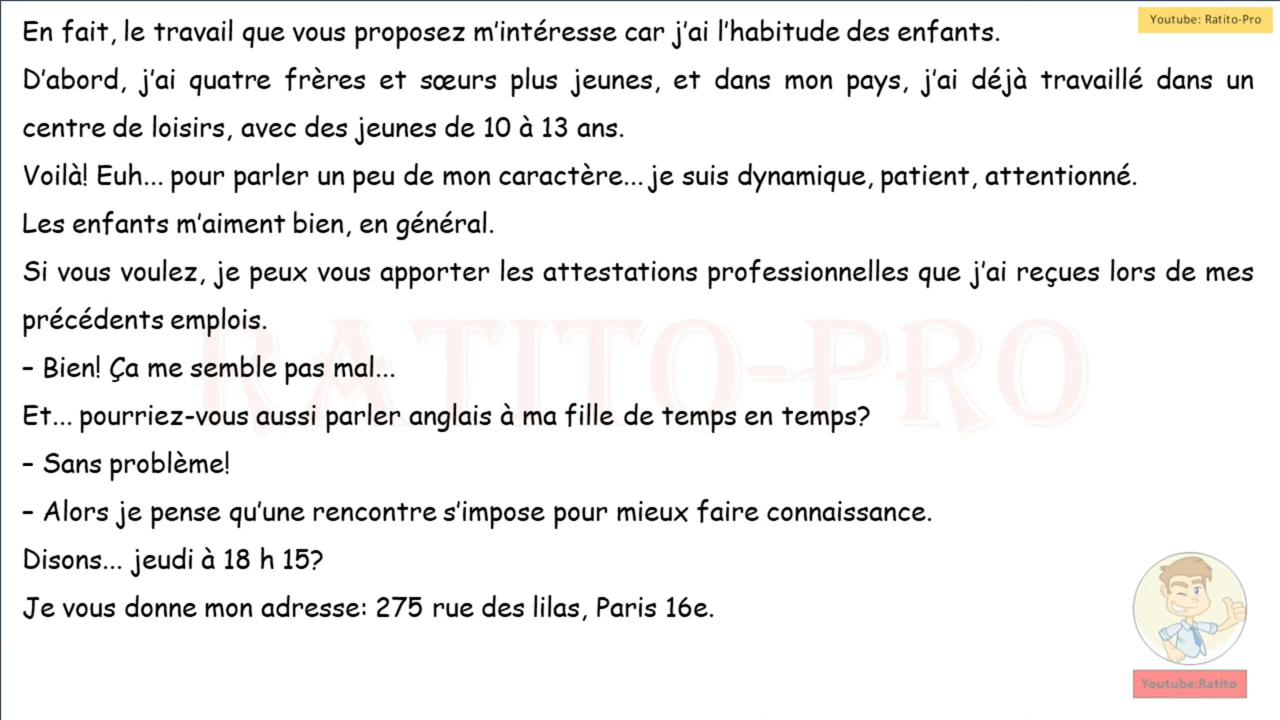 Youtube: Ratito-Pro
En fait, le travail que vous proposez m'intéresse car j'ai l'habitude des enfants.
D'abord, j'ai quatre frères et sœurs plus jeunes, et dans mon pays, j'ai déjà travaillé dans un
centre de loisirs, avec des jeunes de 10 à 13 ans.
Voilà! Euh... pour parler un peu de mon caractère... je suis dynamique, patient, attentionné.
Les enfants m'aiment bien, en général.
Si vous voulez, je peux vous apporter les attestations professionnelles que j'ai reçues lors de mes
précédents emplois.
– Bien! Ça me semble pas mal...
Et... pourriez-vous aussi parler anglais à ma fille de temps en temps?
– Sans problème!
– Alors je pense qu'une rencontre s'impose pour mieux faire connaissance.
Disons... jeudi à 18 h 15?
Je vous donne mon adresse: 275 rue des lilas, Paris 16e.
RATITO-PRO
Youtube:Ratito